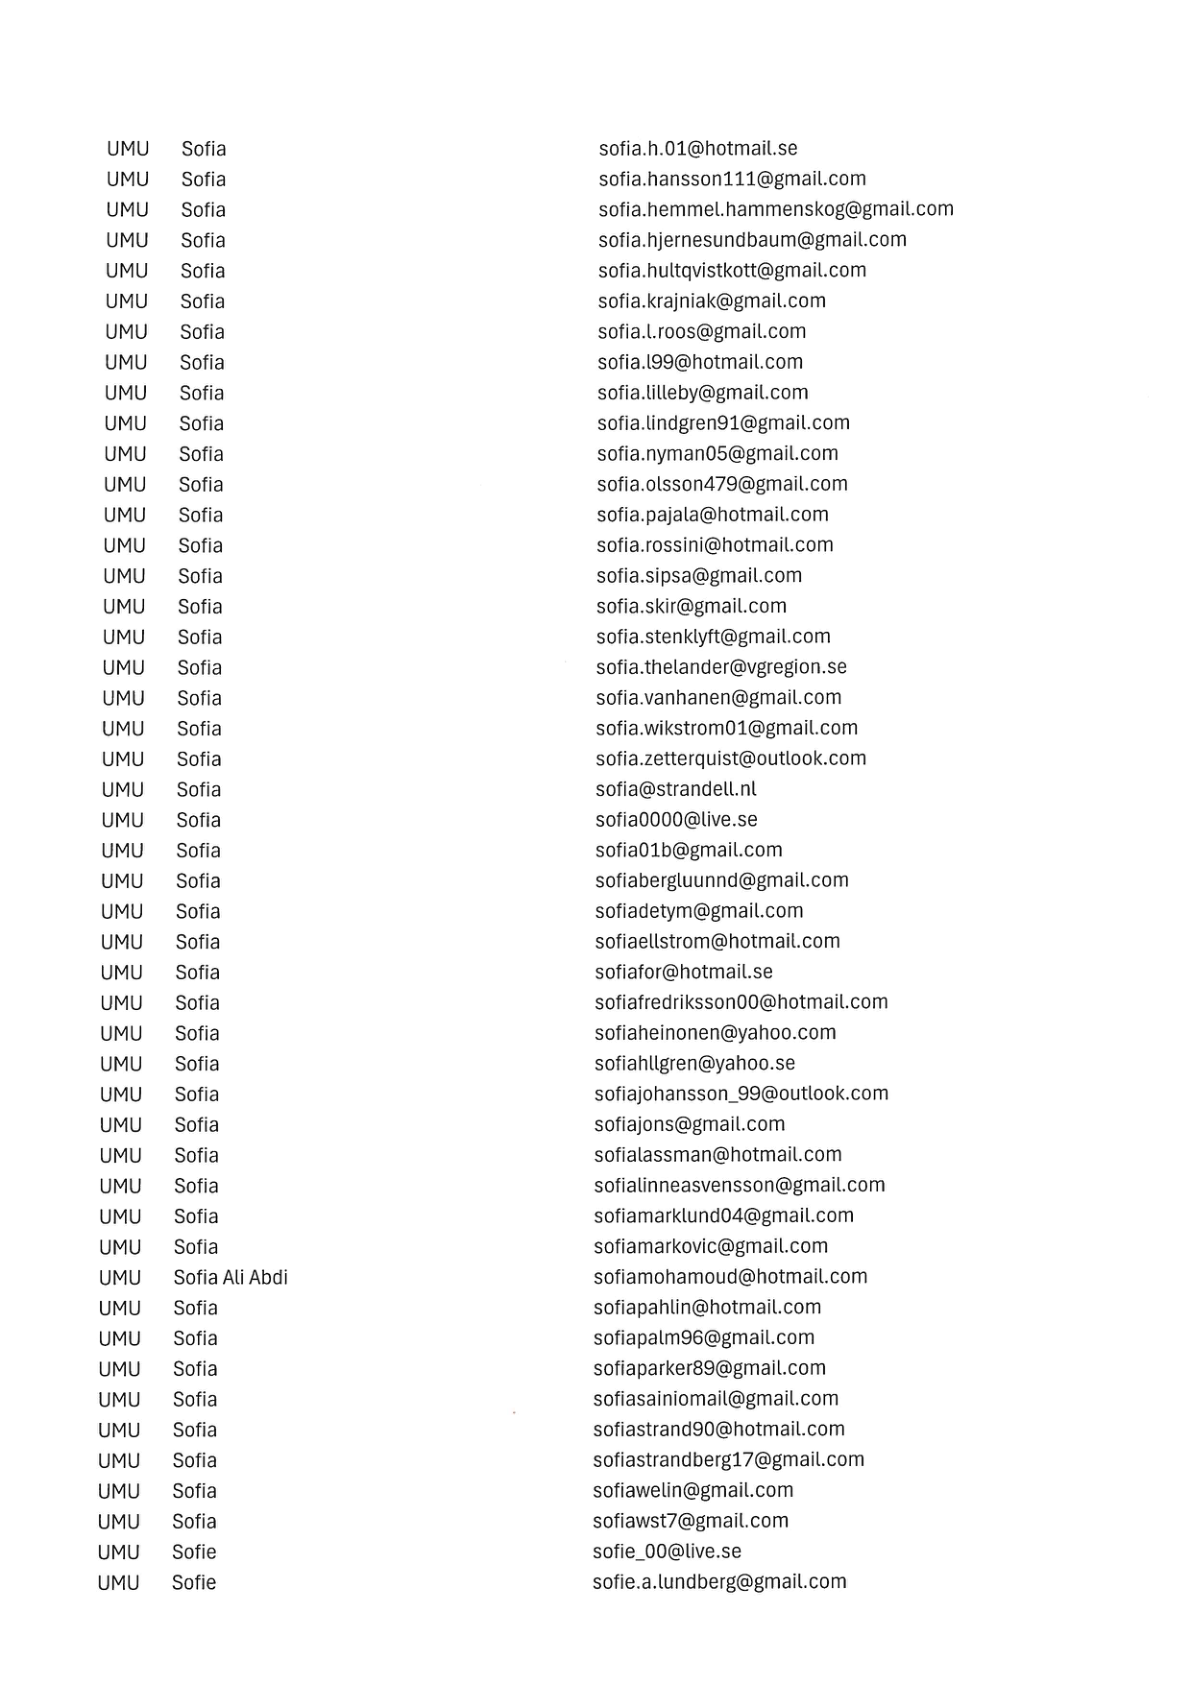 UMU Sofia sofia.h.01@hotmail.se
UMU Sofia sofia.hansson111@gmail.com
UMU Sofia sofia.hemmel.hammenskog@gmail.com
UMU Sofia sofia.hjernesundbaum@gmail.com
UMU Sofia sofia.hultqvistkott@gmail.com
UMU Sofia sofia.krajniak@gmail.com
UMU Sofia sofia.l.roos@gmail.com
UMU Sofia sofia.l99@hotmail.com
UMU Sofia sofia.lilleby@gmail.com
UMU Sofia sofia.lindgren91@gmail.com
UMU Sofia sofia.nyman05@gmail.com
UMU Sofia sofia.olsson479@gmail.com
UMU Sofia sofia.pajala@hotmail.com
UMU Sofia sofia.rossini@hotmail.com
UMU Sofia sofia.sipsa@gmail.com
UMU Sofia sofia.skir@gmail.com
UMU Sofia sofia.stenklyft@gmail.com
UMU Sofia sofia.thelander@vgregion.se
UMU Sofia sofia.vanhanen@gmail.com
UMU Sofia sofia.wikstrom01@gmail.com
UMU Sofia sofia.zetterquist@outlook.com
UMU Sofia sofia@strandell.nl
UMU Sofia sofia0000@live.se
UMU Sofia sofia01b@gmail.com
UMU Sofia sofiabergluunnd@gmail.com
UMU Sofia sofiadetym@gmail.com
UMU Sofia sofiaellstrom@hotmail.com
UMU Sofia sofiafor@hotmail.se
UMU Sofia sofiafredriksson00@hotmail.com
UMU Sofia sofiaheinonen@yahoo.com
UMU Sofia sofiahllgren@yahoo.se
UMU Sofia sofiajohansson_99@outlook.com
UMU Sofia sofiajons@gmail.com
UMU Sofia sofialassman@hotmail.com
UMU Sofia sofialinneasvensson@gmail.com
UMU Sofia sofiamarklund04@gmail.com
UMU Sofia sofiamarkovic@gmail.com
UMU Sofia Ali Abdi sofiamohamoud@hotmail.com
UMU Sofia sofiapahlin@hotmail.com
UMU Sofia sofiapalm96@gmail.com
UMU Sofia sofiaparker89@gmail.com
UMU Sofia sofiasainiomail@gmail.com
UMU Sofia sofiastrand90@hotmail.com
UMU Sofia sofiastrandberg17@gmail.com
UMU Sofia sofiawelin@gmail.com
UMU Sofia sofiawst7@gmail.com
UMU Sofie sofie_00@live.se
UMU Sofie sofie.a.lundberg@gmail.com